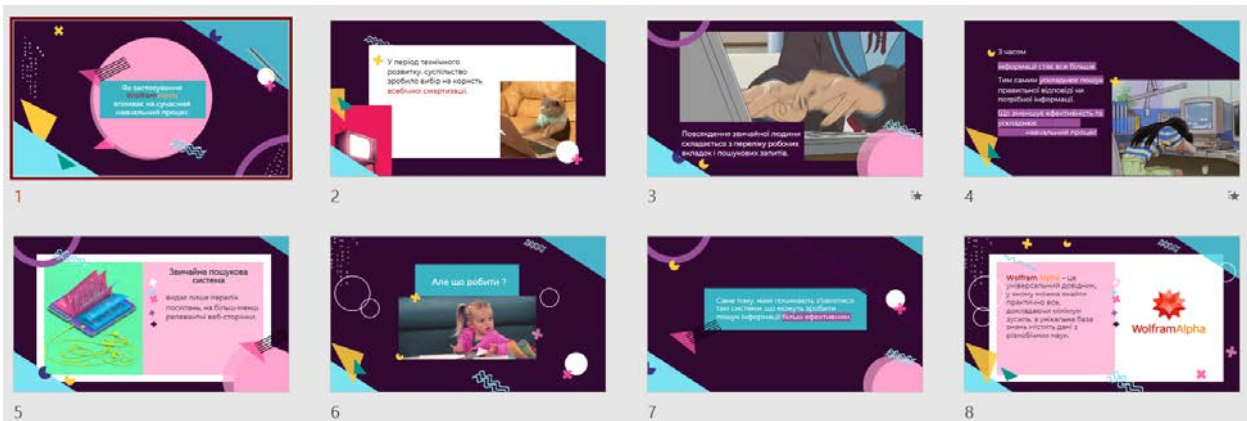 Як застосування
Wolfram Alpha
впливає на сучасний
навчальний процес
1
У період технічного
розвитку, суспільство
зробило вибір на користь
всебічної смартизації.
2
Повсякдення звичайної людини
складається з переліку робочих
вкладок і пошукових запитів.
3
З часом
інформації стає все більше.
Тим самим ускладнює пошук
правильної відповіді чи
потрібної інформації.
Що зменшує ефективність та
ускладнює
навчальний процес
4
Звичайна пошукова
система
видає лише перелік
посилань, на більш-менш
релевантні веб-сторінки.
5
Але що робити ?
6
Саме тому, нами починають з'являтися
такі системи, що можуть зробити
пошук інформації більш ефективним.
7
Wolfram Alpha – це
універсальний довідник,
у якому можна знайти
практично все,
докладаючи мінімум
зусиль, а унікальна база
знань містить дані з
різнобічних наук.
WolframAlpha
8